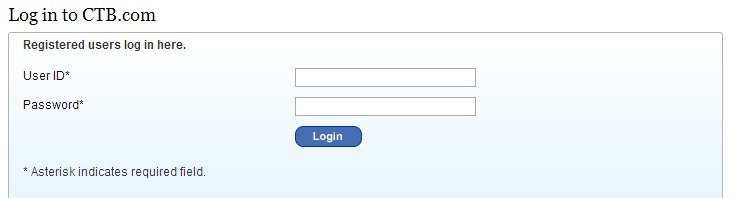 Log in to CTB.com
Registered users log in here.
User ID*
Password*
Login
* Asterisk indicates required field.